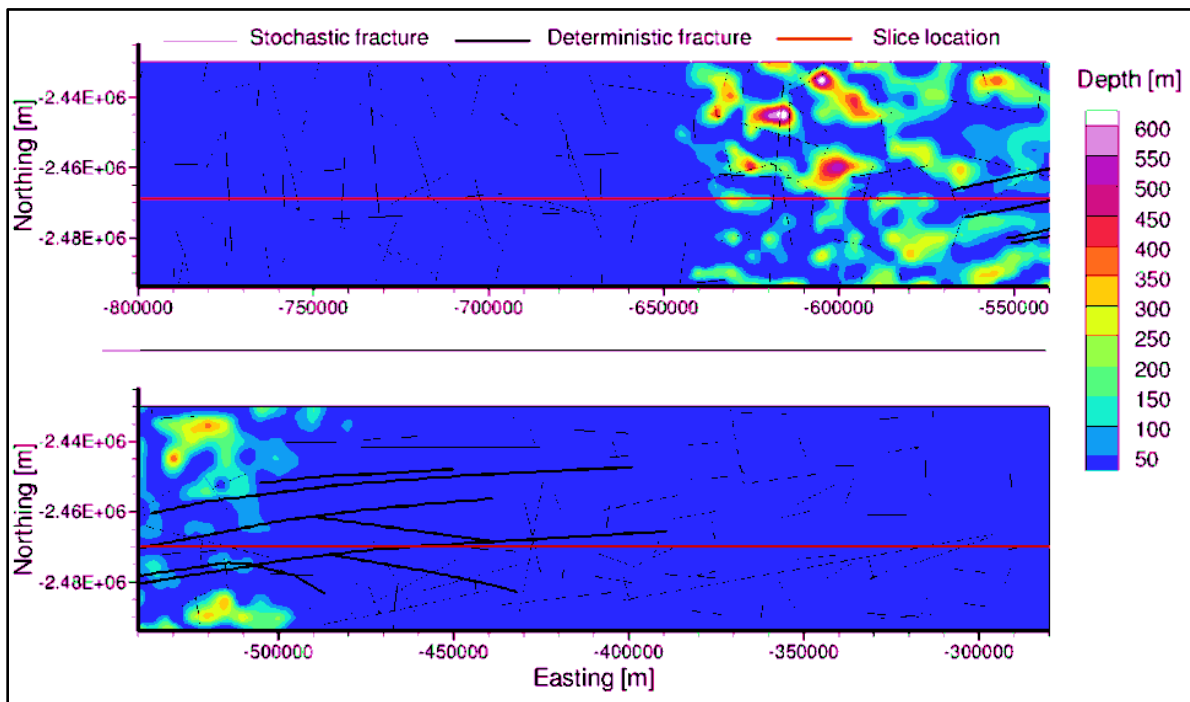 Stochastic fracture Deterministic fracture Slice location
Depth [m]
600
550
500
450
400
350
300
250
200
150
100
50
Northing [m]
-2.44E+06
-2.46E+06
-2.48E+06
-800000 -750000 -700000 -650000 -600000 -550000
Northing [m]
-2.44E+06
-2.46E+06
-2.48E+06
-500000 -450000 -400000 -350000 -300000
Easting [m]